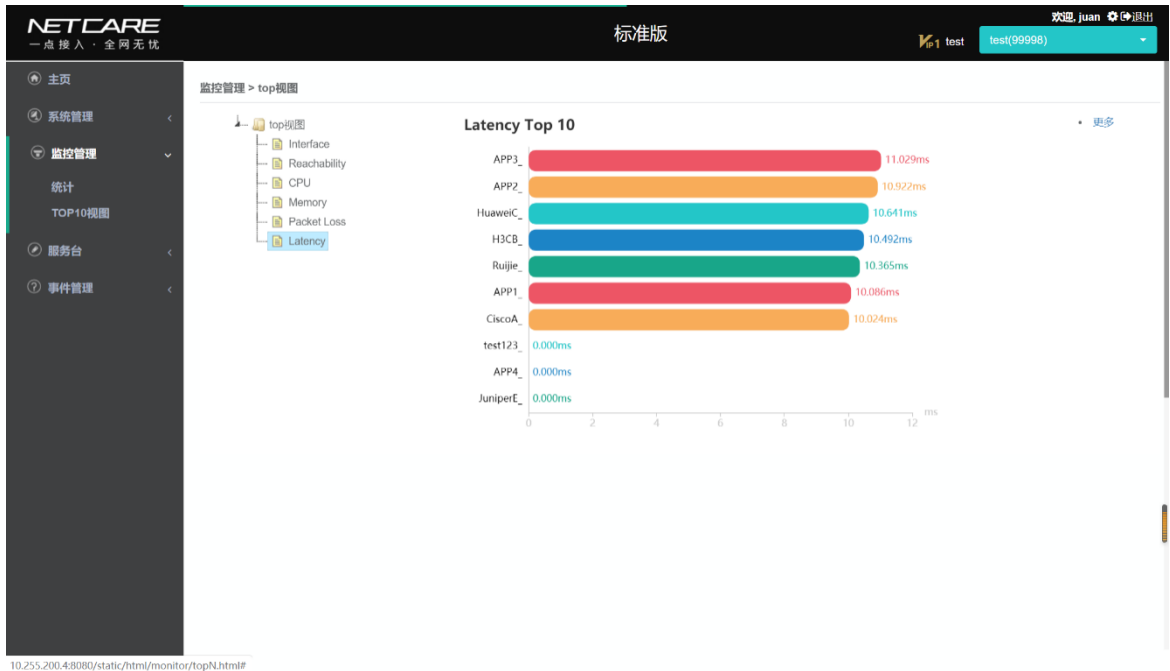 NETCARE
一点接入 · 全网无忧
标准版
欢迎, juan 退出
VIP1 test
test(99998)
主页
系统管理
监控管理
统计
TOP10视图
服务台
事件管理
监控管理 > top视图
top视图
Interface
Reachability
CPU
Memory
Packet Loss
Latency
Latency Top 10
更多
APP3_ 11.029ms
APP2_ 10.922ms
HuaweiC_ 10.641ms
H3CB_ 10.492ms
Ruijie_ 10.365ms
APP1_ 10.086ms
CiscoA_ 10.024ms
test123_ 0.000ms
APP4_ 0.000ms
JuniperE_ 0.000ms
ms
0 2 4 6 8 10 12
10.255.200.4:8080/static/html/monitor/topN.html#